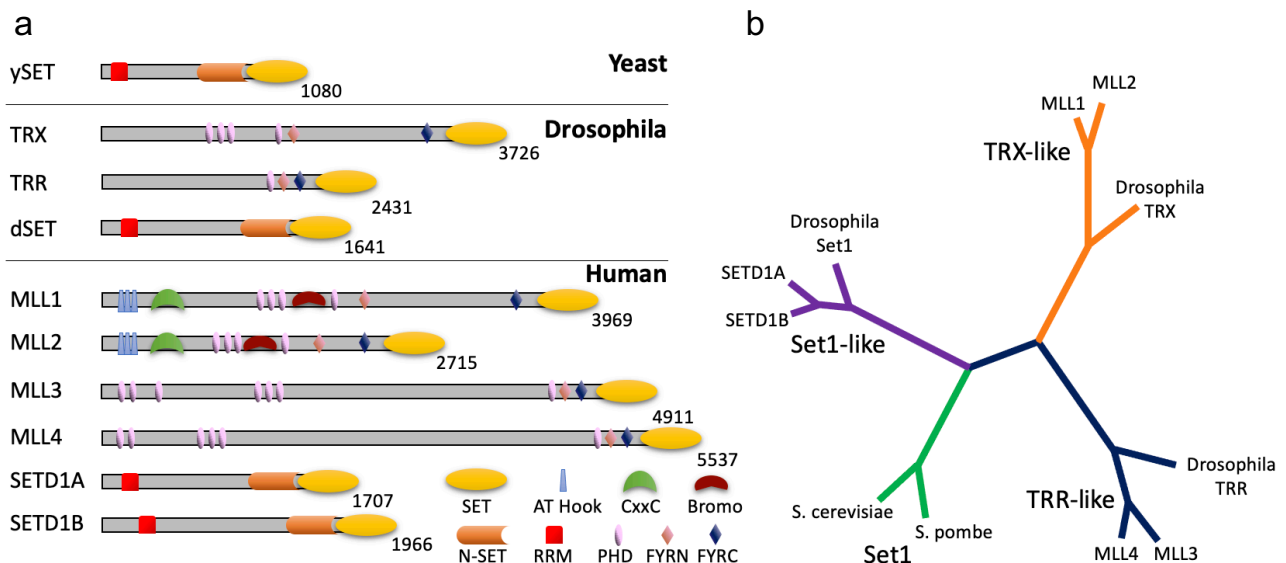 a
ySET
Yeast
1080
TRX
Drosophila
3726
TRR
2431
dSET
1641
Human
MLL1
3969
MLL2
2715
MLL3
4911
MLL4
5537
SETD1A
1707
SETD1B
1966
SET
AT Hook
CxxC
Bromo
N-SET
RRM
PHD
FYRN
FYRC
b
MLL2
MLL1
TRX-like
Drosophila
TRX
Drosophila
Set1
SETD1A
SETD1B
Set1-like
Drosophila
TRR
TRR-like
S. cerevisiae
S. pombe
Set1
MLL4
MLL3